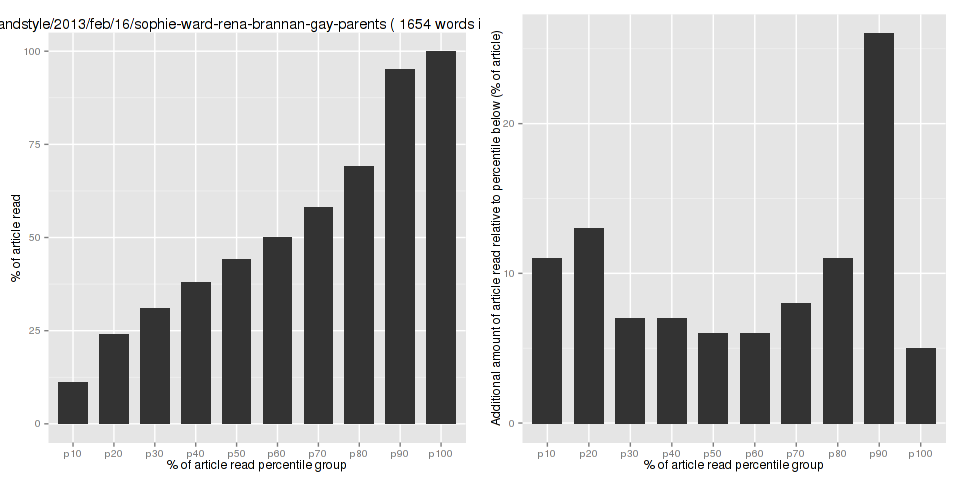 andstyle/2013/feb/16/sophie-ward-rena-brannan-gay-parents ( 1654 words i
% of article read
100
75
50
25
0
p10 p20 p30 p40 p50 p60 p70 p80 p90 p100
% of article read percentile group
Additional amount of article read relative to percentile below (% of article)
20
10
0
p10 p20 p30 p40 p50 p60 p70 p80 p90 p100
% of article read percentile group